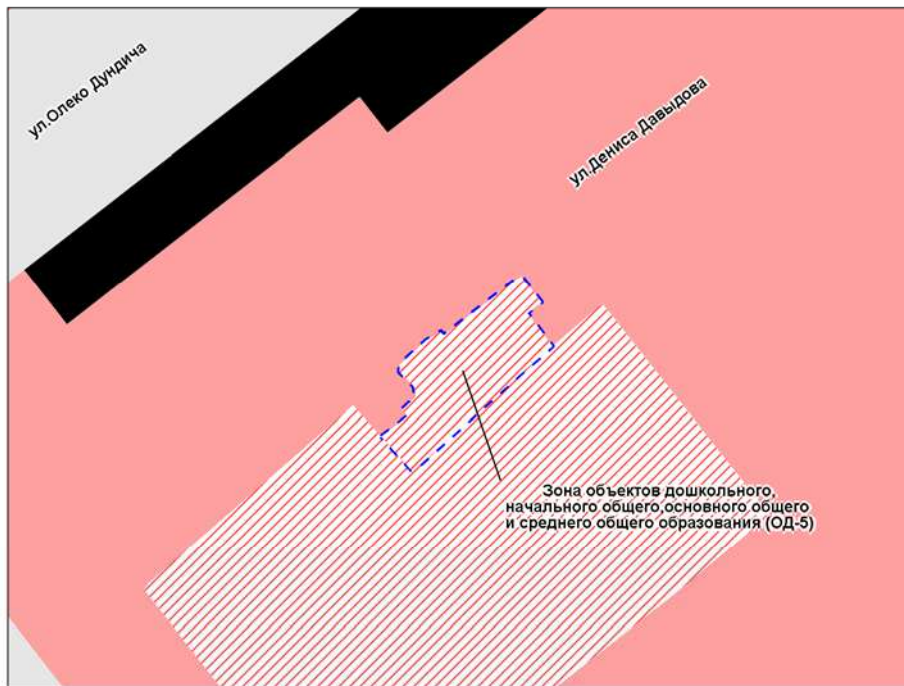 ул.Олеко Дундича
ул.Дениса Давыдова
Зона объектов дошкольного,
начального общего,основного общего
и среднего общего образования (ОД-5)